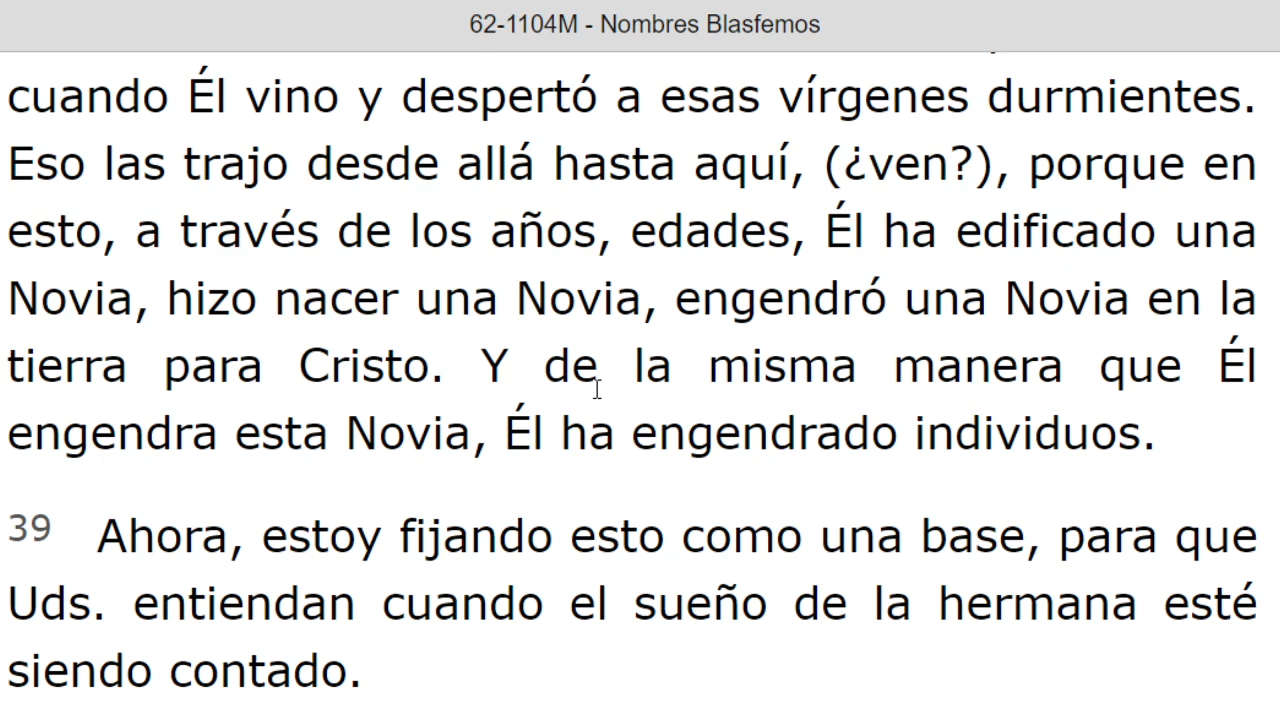 62-1104M - Nombres Blasfemos
cuando Él vino y despertó a esas vírgenes durmientes.
Eso las trajo desde allá hasta aquí, (¿ven?), porque en
esto, a través de los años, edades, Él ha edificado una
Novia, hizo nacer una Novia, engendró una Novia en la
tierra para Cristo. Y de la misma manera que Él
engendra esta Novia, Él ha engendrado individuos.
39 Ahora, estoy fijando esto como una base, para que
Uds. entiendan cuando el sueño de la hermana esté
siendo contado.